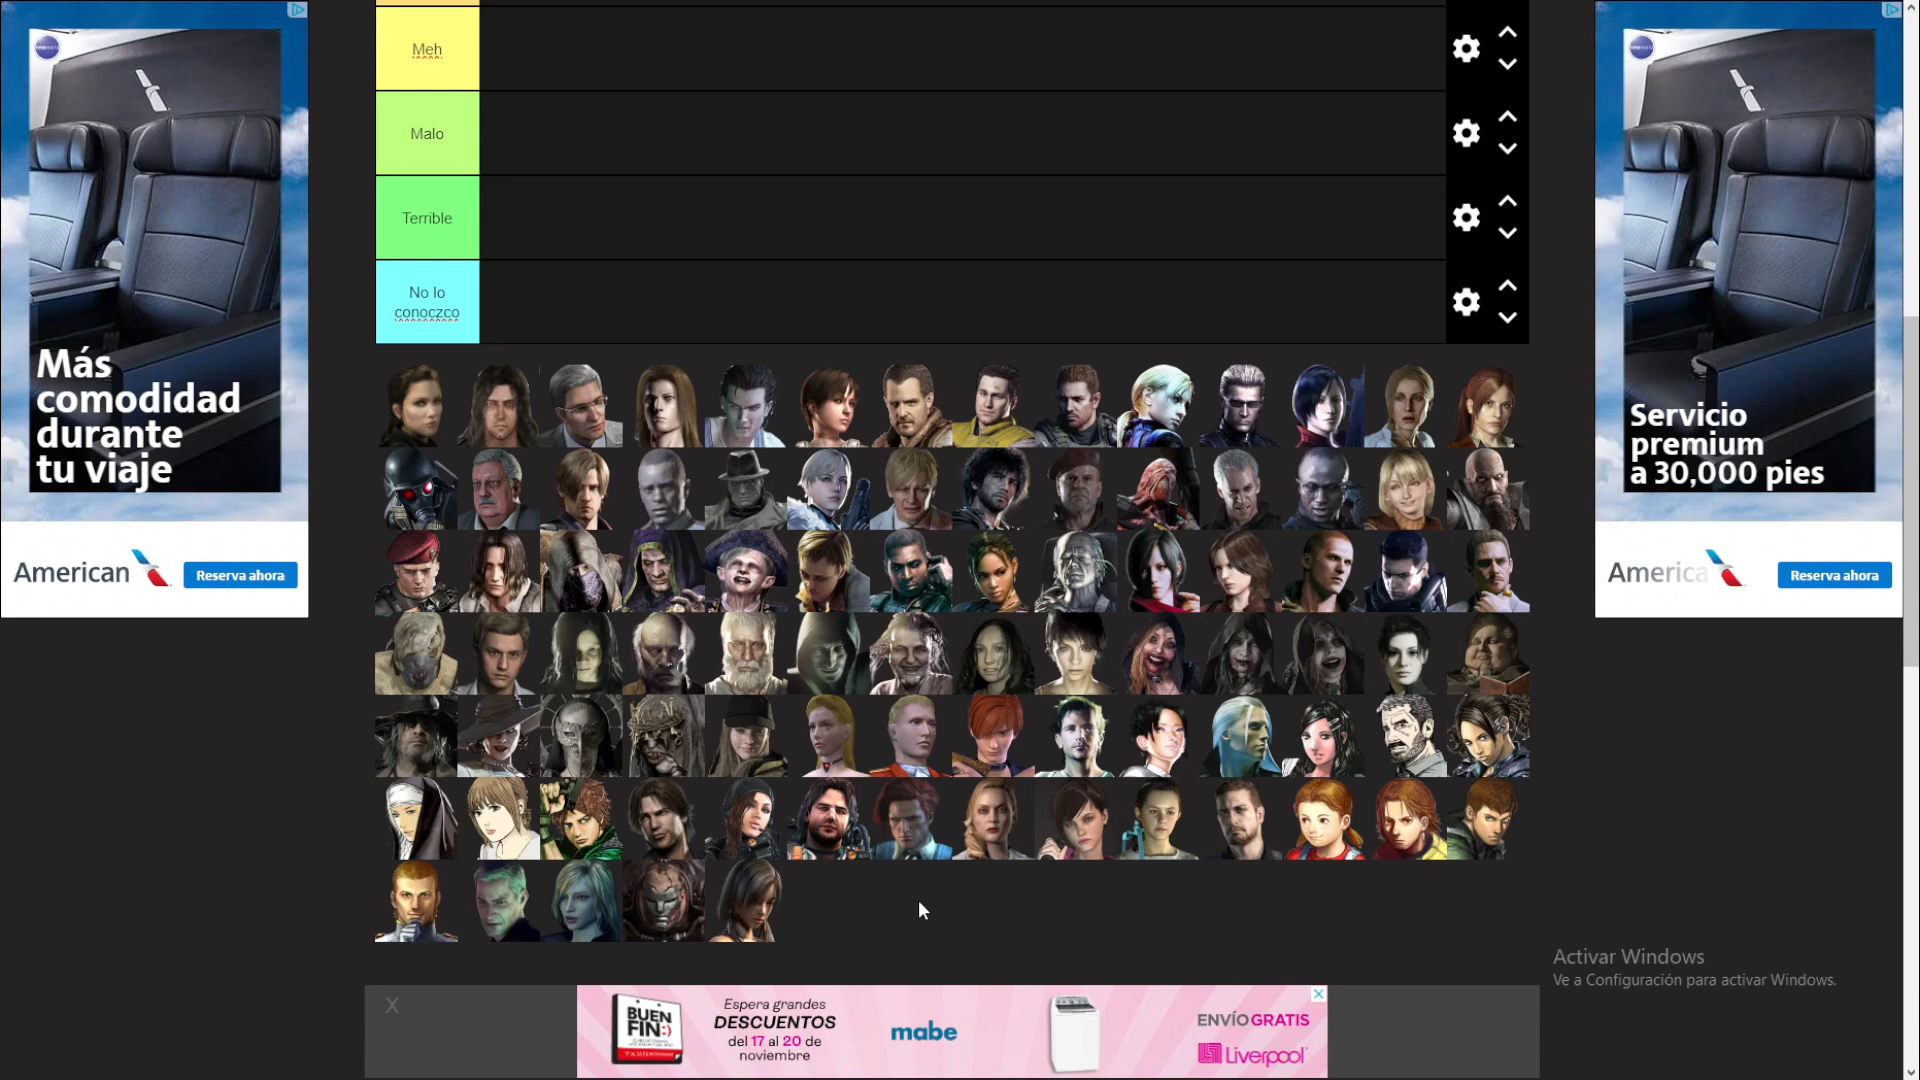 Meh
Malo
Terrible
No lo
conoczco
Más
comodidad
durante
tu viaje
American
Reserva ahora
Servicio
premium
a 30,000 pies
America
Reserva ahora
Activar Windows
Ve a Configuración para activar Windows.
X
BUEN
FIN:)
Espera grandes
DESCUENTOS
del 17 al 20 de
noviembre
mabe
ENVÍO GRATIS
Liverpool